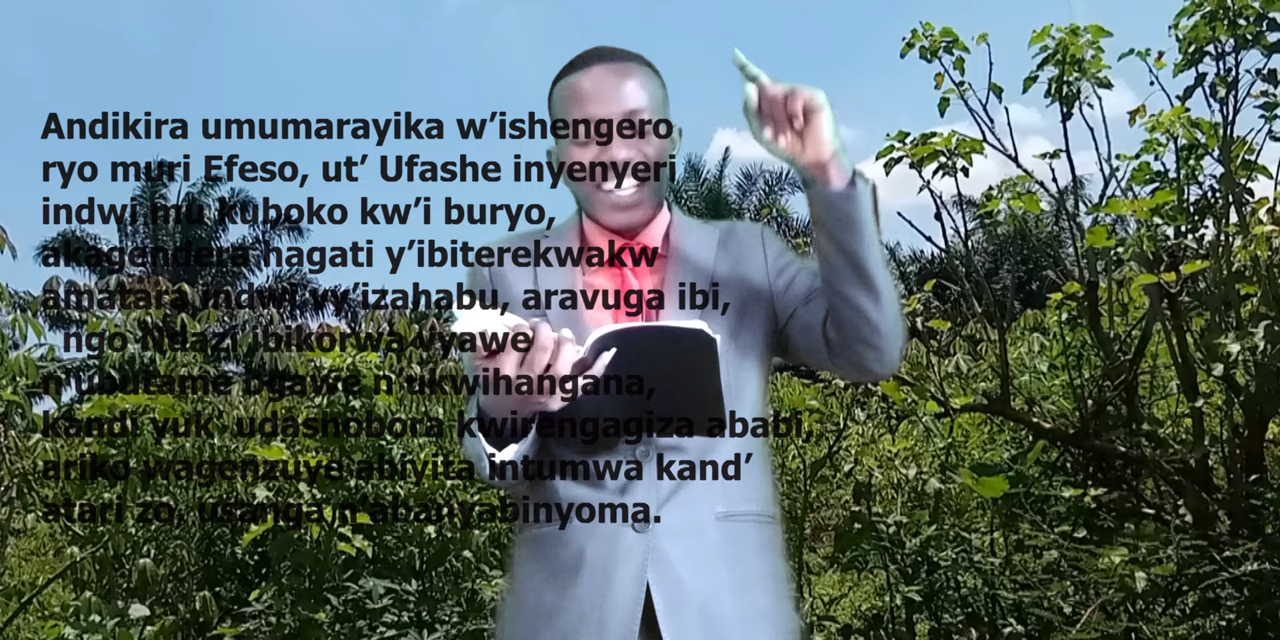 Andikira umumarayika w’ishengero
ryo muri Efeso, ut’ Ufashe inyenyeri
indwi mu kuboko kw’i buryo,
akagendera hagati y’ibiterekwakw
amatara indwi vy’izahabu, aravuga ibi,
ngo Ndazi ibikorwa vyawe
n’ubutame bgawe n’ukwihangana,
kandi yuk’ udashobora kwirengagiza ababi,
ariko wagenzuye abiyita intumwa kand’
atari zo, usanga n’abanyabinyoma.